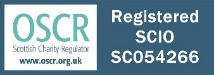 OSCR
Scottish Charity Regulator
www.oscr.org.uk
Registered
SCIO
SC054266